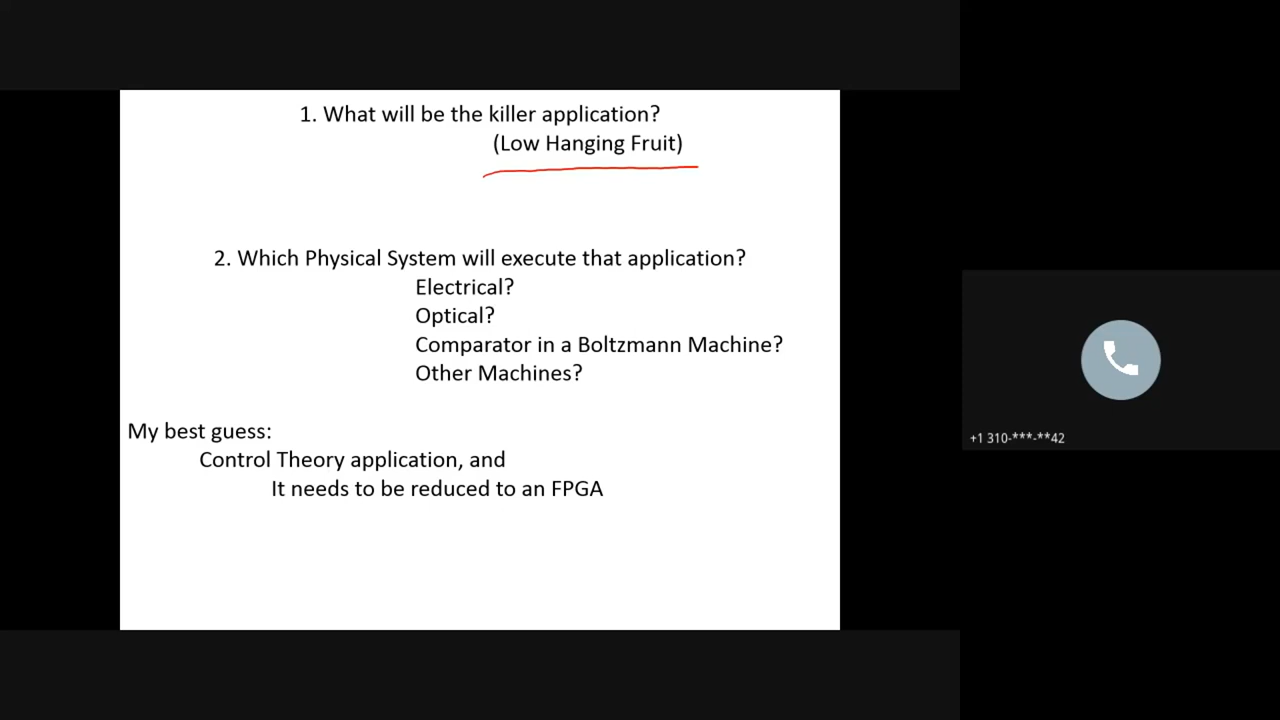 1. What will be the killer application?
(Low Hanging Fruit)
2. Which Physical System will execute that application?
Electrical?
Optical?
Comparator in a Boltzmann Machine?
Other Machines?
My best guess:
Control Theory application, and
It needs to be reduced to an FPGA
+1 310-***-**42